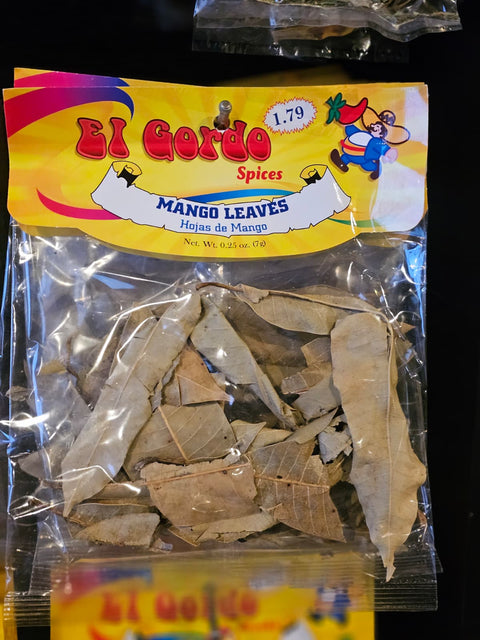 El Gordo
1.79
Spices
MANGO LEAVES
Hojas de Mango
Net. Wt. 0.25 oz. (7g)
El Gordo